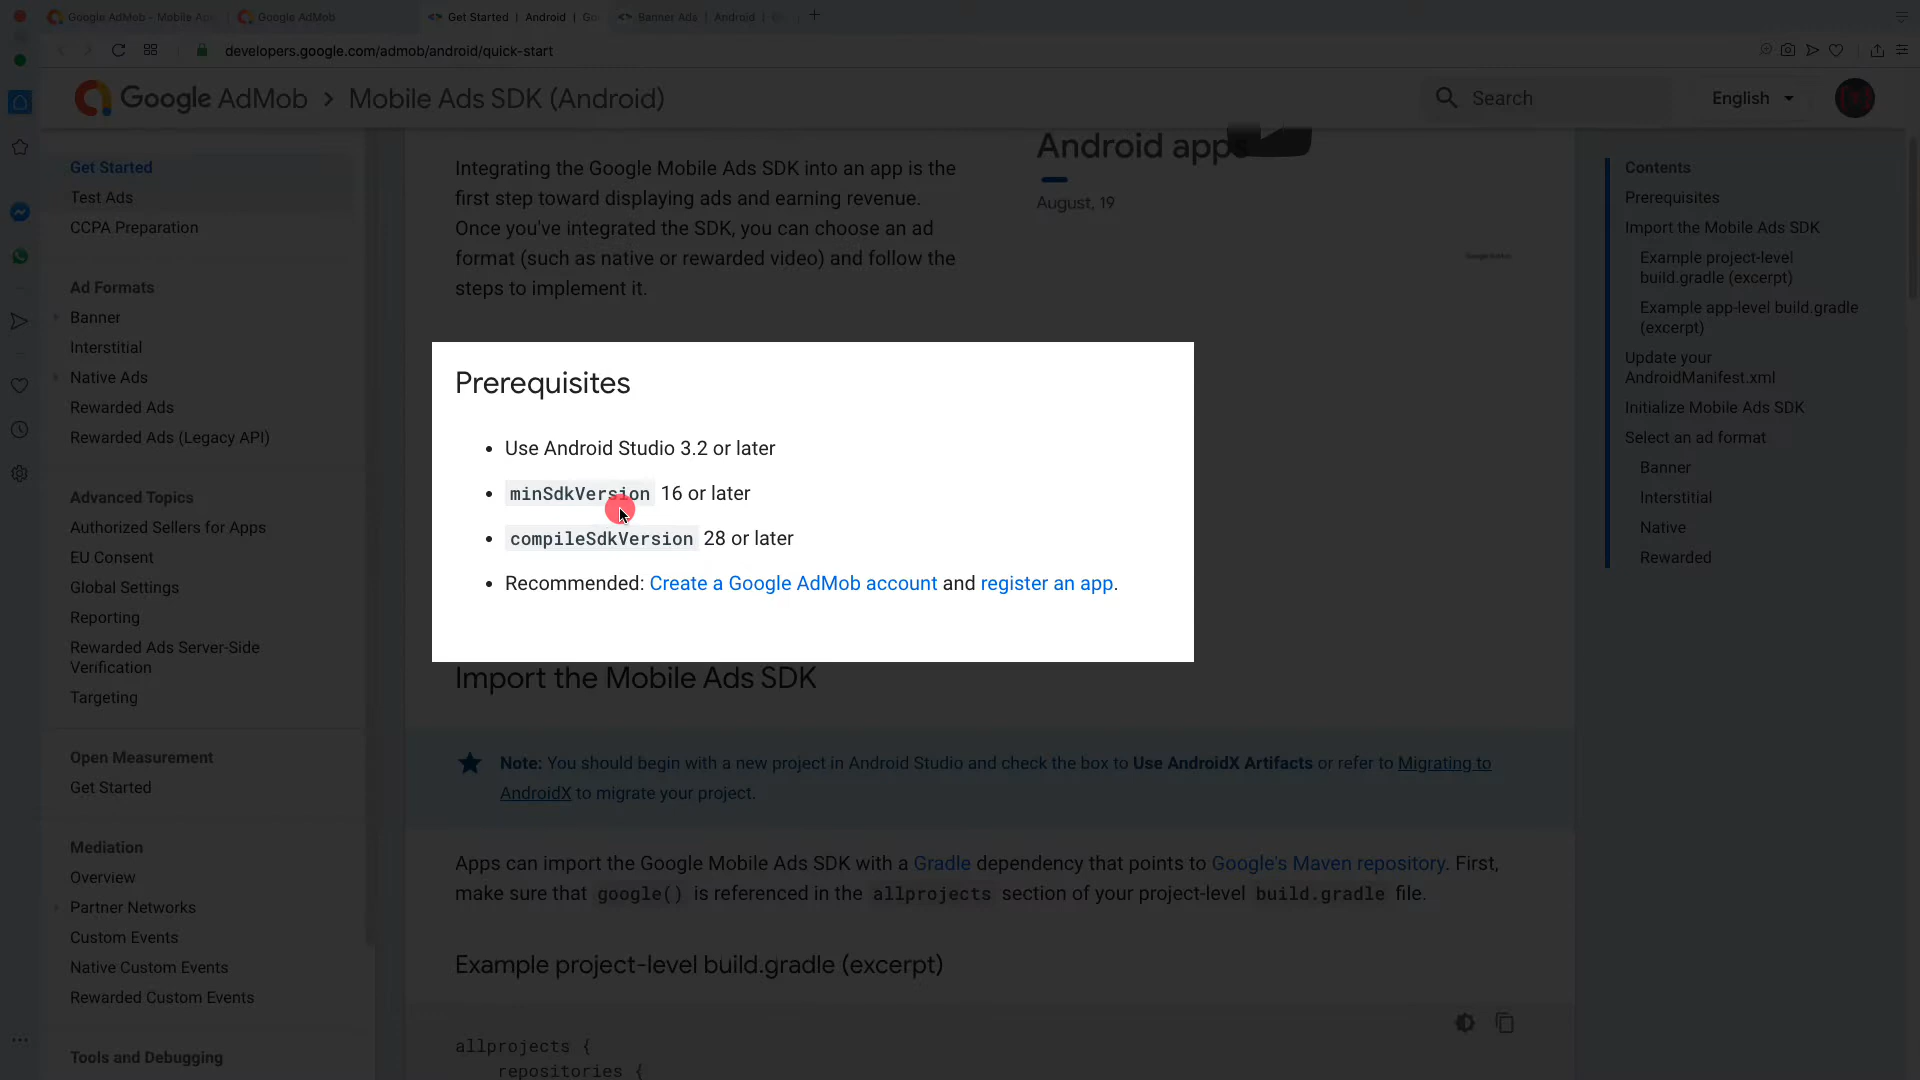 Google AdMob - Mobile Ap
Google AdMob
Get Started | Android | Go
Banner Ads | Android |
developers.google.com/admob/android/quick-start
Google AdMob > Mobile Ads SDK (Android)
Search
English
Get Started
Test Ads
CCPA Preparation
Ad Formats
Banner
Interstitial
Native Ads
Rewarded Ads
Rewarded Ads (Legacy API)
Advanced Topics
Authorized Sellers for Apps
EU Consent
Global Settings
Reporting
Rewarded Ads Server-Side
Verification
Targeting
Open Measurement
Get Started
Mediation
Overview
Partner Networks
Custom Events
Native Custom Events
Rewarded Custom Events
Tools and Debugging
Integrating the Google Mobile Ads SDK into an app is the
first step toward displaying ads and earning revenue.
Once you've integrated the SDK, you can choose an ad
format (such as native or rewarded video) and follow the
steps to implement it.
Android apps
August, 19
Google AdMob
Prerequisites
• Use Android Studio 3.2 or later
• minSdkVersion 16 or later
• compileSdkVersion 28 or later
• Recommended: Create a Google AdMob account and register an app.
Import the Mobile Ads SDK
Note: You should begin with a new project in Android Studio and check the box to Use AndroidX Artifacts or refer to Migrating to
AndroidX to migrate your project.
Apps can import the Google Mobile Ads SDK with a Gradle dependency that points to Google's Maven repository. First,
make sure that google() is referenced in the allprojects section of your project-level build.gradle file.
Example project-level build.gradle (excerpt)
allprojects {
repositories {
Contents
Prerequisites
Import the Mobile Ads SDK
Example project-level
build.gradle (excerpt)
Example app-level build.gradle
(excerpt)
Update your
AndroidManifest.xml
Initialize Mobile Ads SDK
Select an ad format
Banner
Interstitial
Native
Rewarded